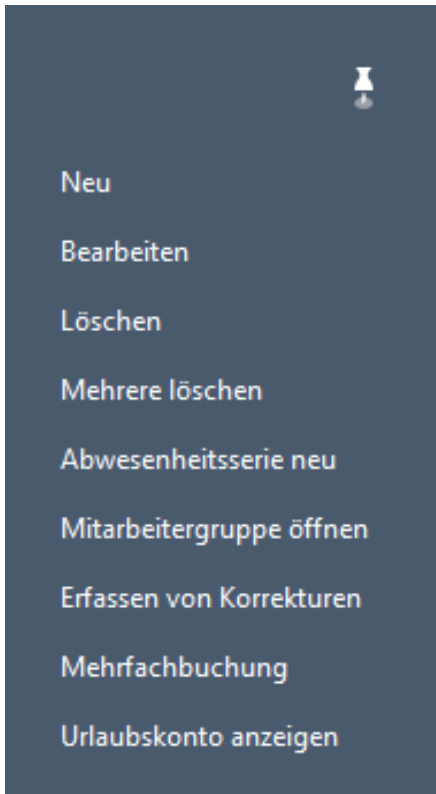 Neu
Bearbeiten
Löschen
Mehrere löschen
Abwesenheitsserie neu
Mitarbeitergruppe öffnen
Erfassen von Korrekturen
Mehrfachbuchung
Urlaubskonto anzeigen